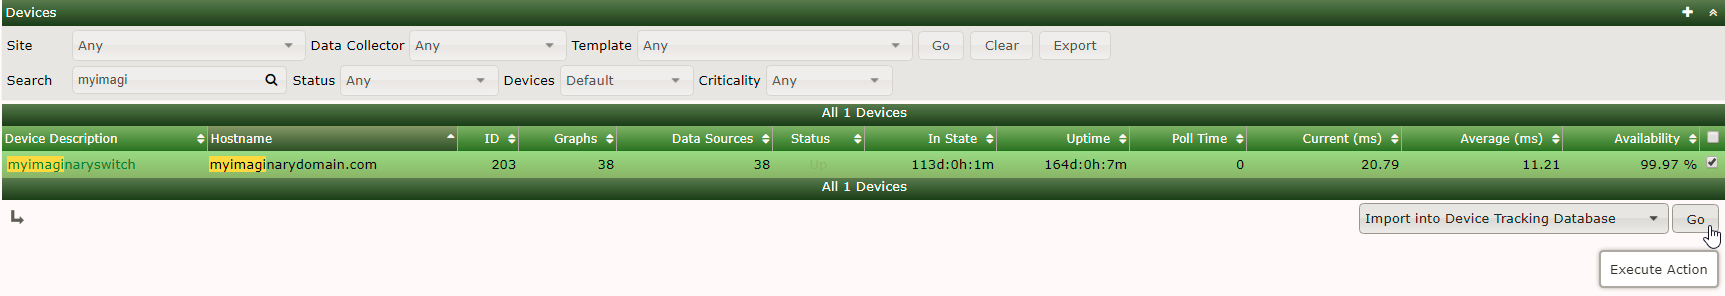 Devices
Site Any Data Collector Any Template Any Go Clear Export
Search myimagi Status Any Devices Default Criticality Any
All 1 Devices
Device Description Hostname ID Graphs Data Sources Status In State Uptime Poll Time Current (ms) Average (ms) Availability
myimaginaryswitch myimaginarydomain.com 203 38 38 Up 113d:0h:1m 164d:0h:7m 0 20.79 11.21 99.97 %
All 1 Devices
Import into Device Tracking Database Go
Execute Action